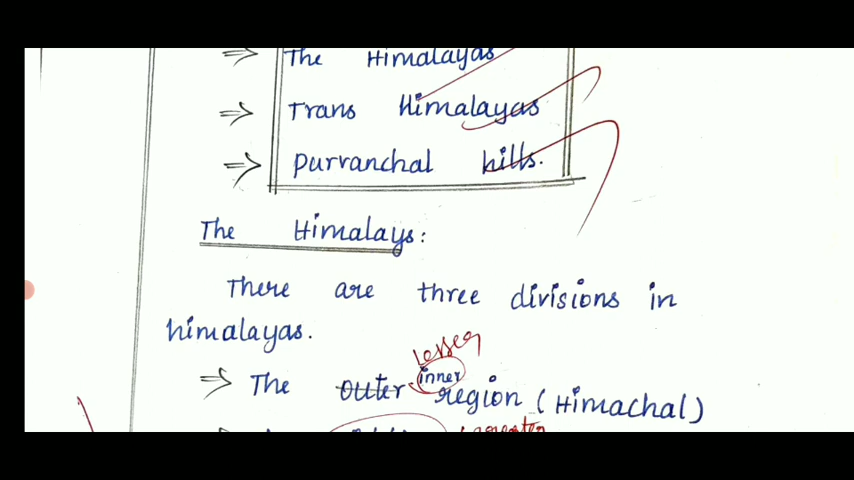 ⇒ The Himalayas
⇒ Trans Himalayas
⇒ Purranchal hills.
The Himalays:
There are three divisions in
himalayas.
lesser
⇒ The outer inner region (Himachal)